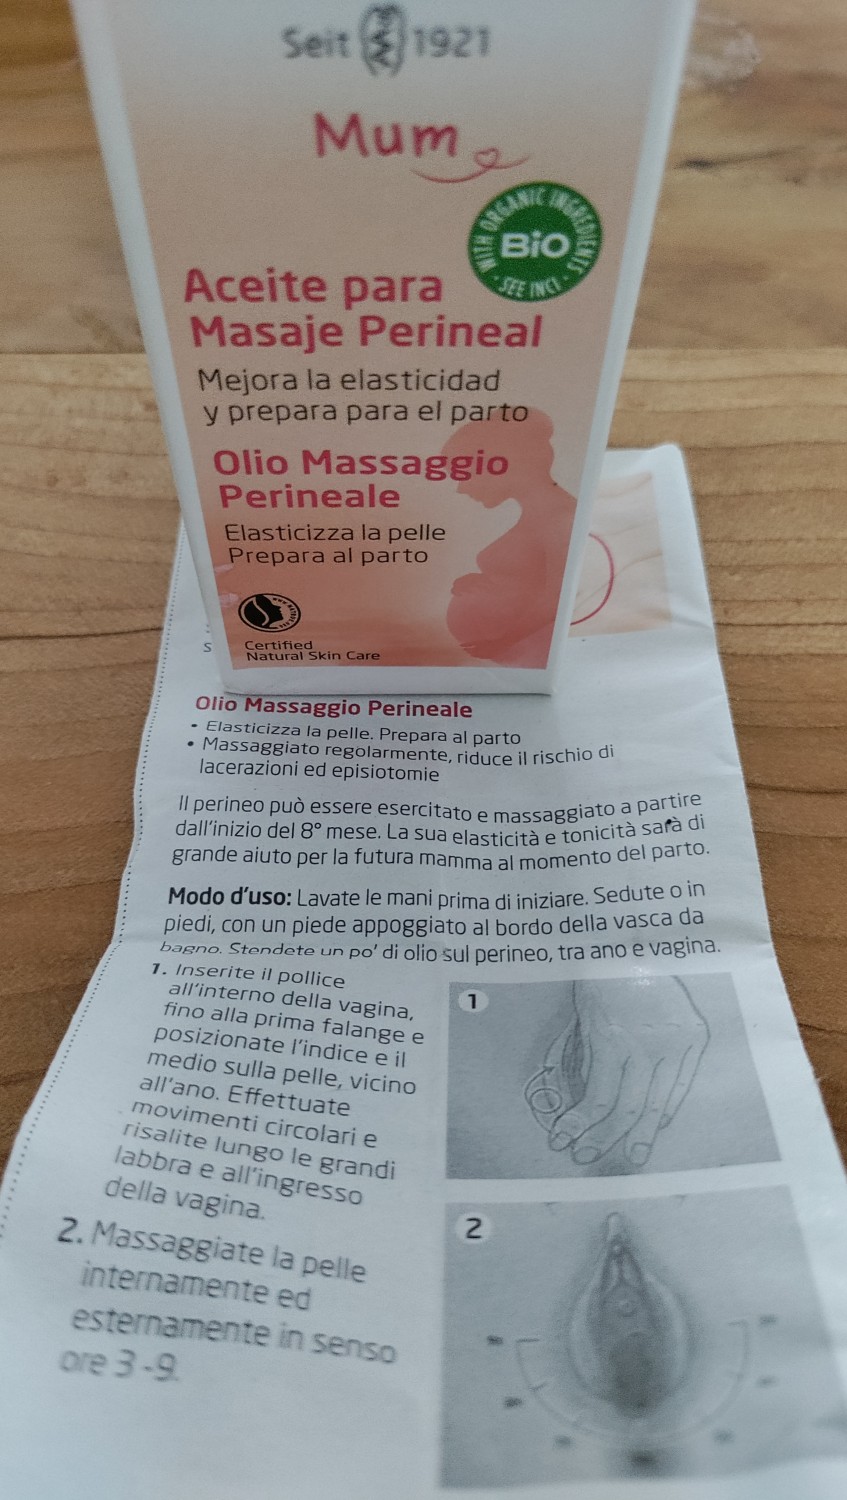 Seit 1921
Mum
WITH ORGANIC INGREDIENTS
BiO
· SEE INCI ·
Aceite para
Masaje Perineal
Mejora la elasticidad
y prepara para el parto
Olio Massaggio
Perineale
Elasticizza la pelle
Prepara al parto
Certified
Natural Skin Care
Olio Massaggio Perineale
• Elasticizza la pelle. Prepara al parto
• Massaggiato regolarmente, riduce il rischio di
lacerazioni ed episiotomie
Il perineo può essere esercitato e massaggiato a partire
dall'inizio del 8° mese. La sua elasticità e tonicità sarà di
grande aiuto per la futura mamma al momento del parto.
Modo d'uso: Lavate le mani prima di iniziare. Sedute o in
piedi, con un piede appoggiato al bordo della vasca da
bagno. Stendete un po' di olio sul perineo, tra ano e vagina.
1. Inserite il pollice
all'interno della vagina,
fino alla prima falange e
posizionate l'indice e il
medio sulla pelle, vicino
all'ano. Effettuate
movimenti circolari e
risalite lungo le grandi
labbra e all'ingresso
della vagina.
1
2. Massaggiate la pelle
internamente ed
esternamente in senso
ore 3 -9.
2